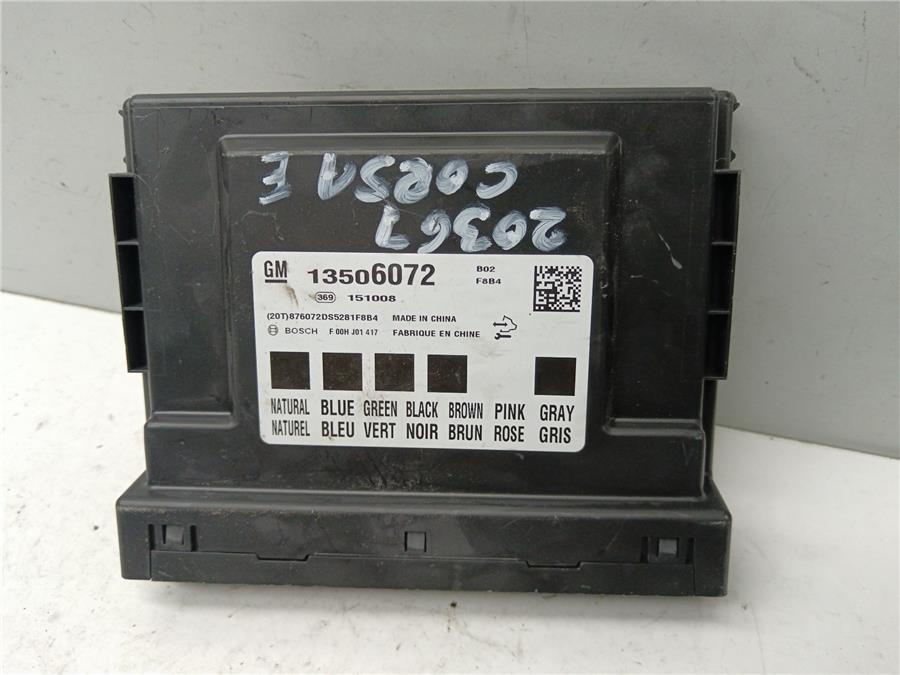 20367
CORSA E
GM 13506072 B02
F8B4
369 151008
(20T)876072DS5281F8B4 MADE IN CHINA
BOSCH F 00H J01 417 FABRIQUE EN CHINE
NATURAL BLUE GREEN BLACK BROWN PINK GRAY
NATUREL BLEU VERT NOIR BRUN ROSE GRIS